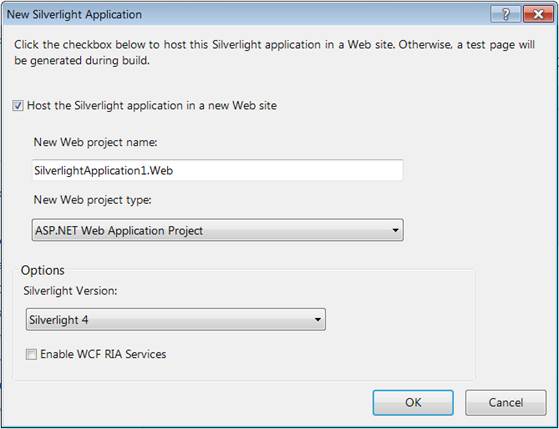 New Silverlight Application
Click the checkbox below to host this Silverlight application in a Web site. Otherwise, a test page will
be generated during build.
Host the Silverlight application in a new Web site
New Web project name:
SilverlightApplication1.Web
New Web project type:
ASP.NET Web Application Project
Options
Silverlight Version:
Silverlight 4
Enable WCF RIA Services
OK
Cancel